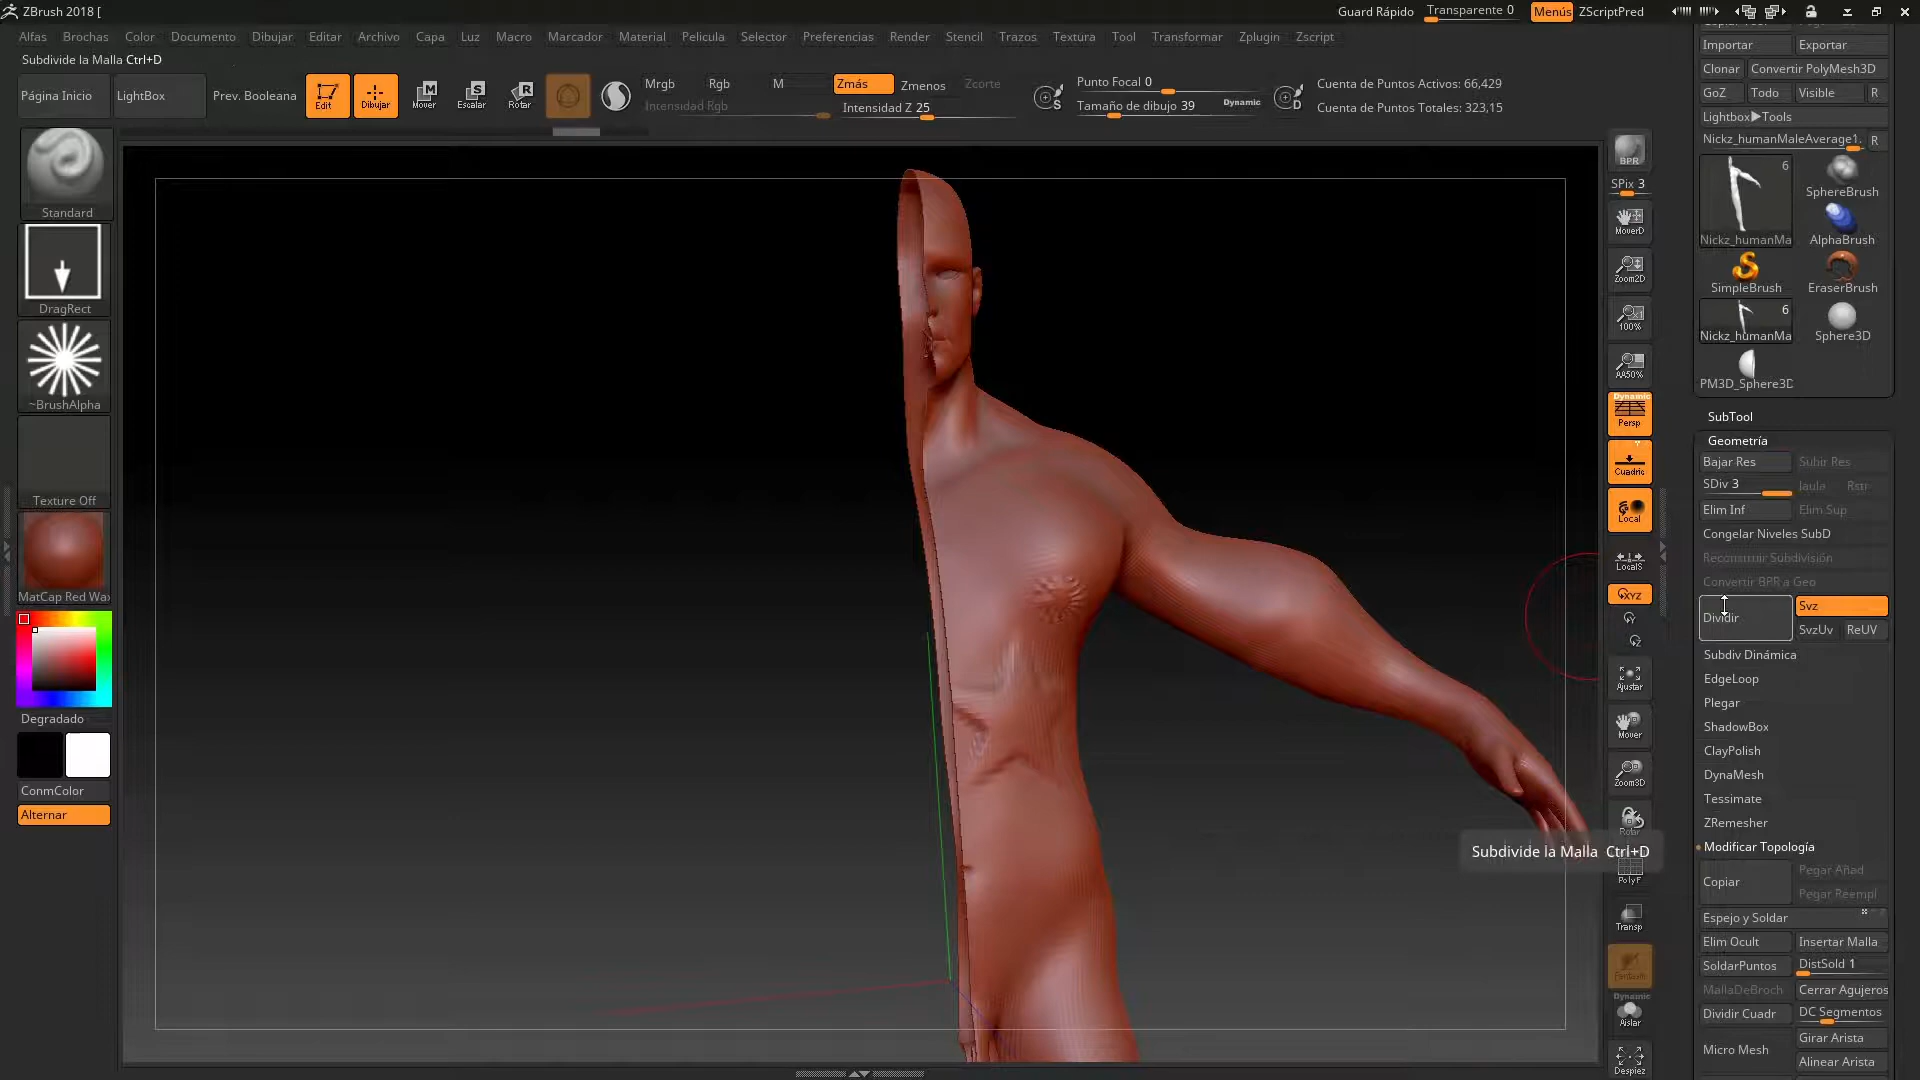 ZBrush 2018 [
Guard Rápido
Transparente 0
Menús
ZScriptPred
Alfas
Brochas
Color
Documento
Dibujar
Editar
Archivo
Capa
Luz
Macro
Marcador
Material
Pelicula
Selector
Preferencias
Render
Stencil
Trazos
Textura
Tool
Transformar
Zplugin
Zscript
Subdivide la Malla Ctrl+D
Página Inicio
LightBox
Prev. Booleana
Edit
Dibujar
Mover
Escalar
Rotar
Mrgb
Rgb
M
Intensidad Rgb
Zmás
Zmenos
Zcorte
Intensidad Z 25
Punto Focal 0
Tamaño de dibujo 39
Dynamic
Cuenta de Puntos Activos: 66,429
Cuenta de Puntos Totales: 323,15
Standard
DragRect
~BrushAlpha
Texture Off
MatCap Red Wax
Degradado
ConmColor
Alternar
BPR
SPix 3
MoverD
Zoom2D
100%
AA50%
Dynamic
Persp
Cuadric
Local
LocalS
XYZ
Y
Z
Ajustar
Mover
Zoom3D
Rotar
Subdivide la Malla Ctrl+D
PolyF
Transp
Dynamic
Aislar
Despiez
Importar
Exportar
Clonar
Convertir PolyMesh3D
GoZ
Todo
Visible
R
Lightbox▶Tools
Nickz_humanMaleAverage1.
R
6
Nickz_humanMa
SphereBrush
AlphaBrush
SimpleBrush
EraserBrush
6
Nickz_humanMa
Sphere3D
PM3D_Sphere3D
SubTool
Geometría
Bajar Res
Subir Res
SDiv 3
Jaula
Rstr
Elim Inf
Elim Sup
Congelar Niveles SubD
Reconstruir Subdivisión
Convertir BPR a Geo
Dividir
Svz
SvzUv
ReUV
Subdiv Dinámica
EdgeLoop
Plegar
ShadowBox
ClayPolish
DynaMesh
Tessimate
ZRemesher
Modificar Topología
Copiar
Pegar Añad
Pegar Reempl
Espejo y Soldar
Elim Ocult
Insertar Malla
SoldarPuntos
DistSold 1
MallaDeBroch
Cerrar Agujeros
Dividir Cuadr
DC Segmentos
Micro Mesh
Girar Arista
Alinear Arista